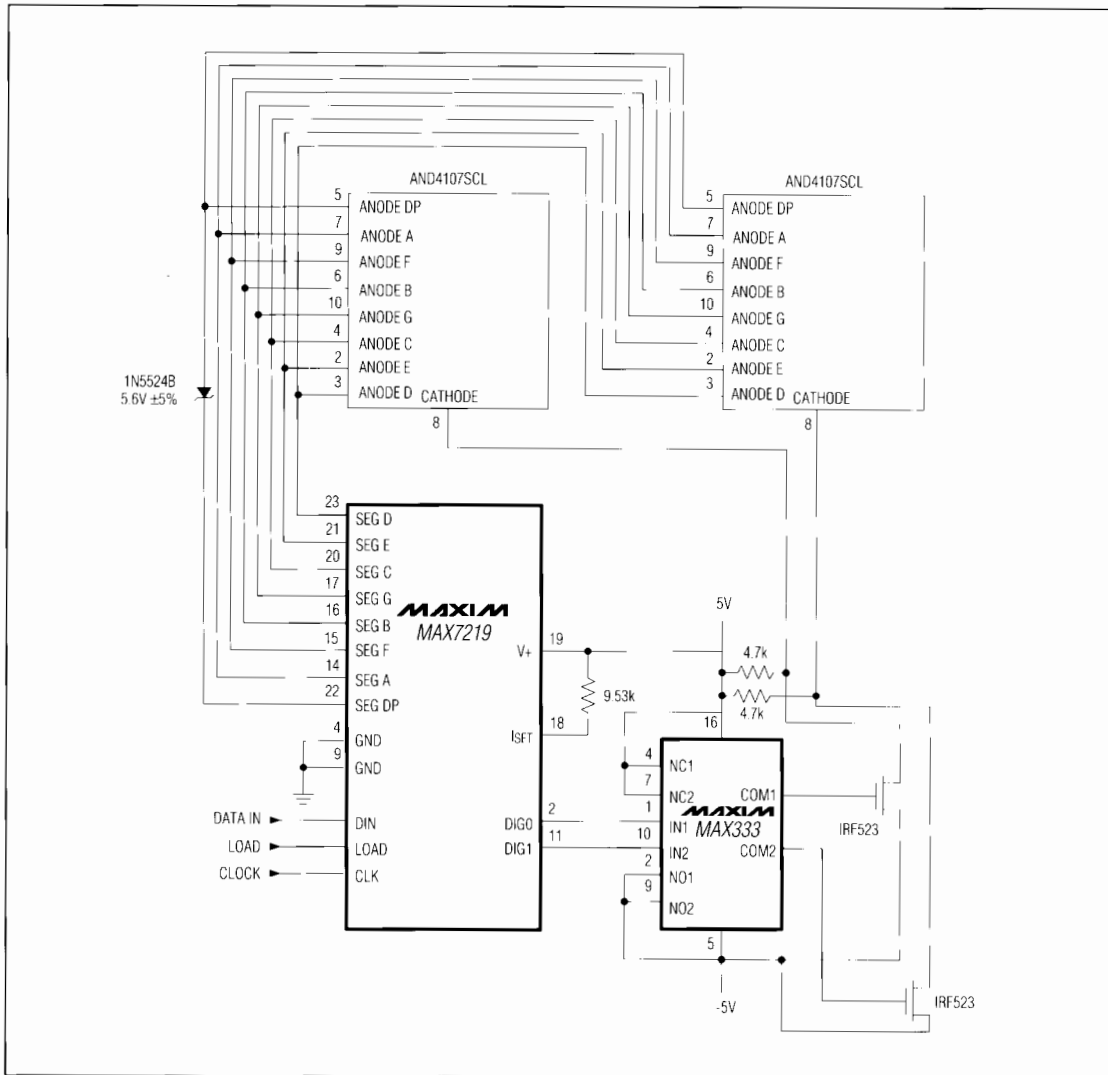 AND4107SCL
5 ANODE DP
7 ANODE A
9 ANODE F
6 ANODE B
10 ANODE G
4 ANODE C
2 ANODE E
3 ANODE D
CATHODE
8
AND4107SCL
5 ANODE DP
7 ANODE A
9 ANODE F
6 ANODE B
10 ANODE G
4 ANODE C
2 ANODE E
3 ANODE D
CATHODE
8
1N5524B
5.6V ±5%
23 SEG D
21 SEG E
20 SEG C
17 SEG G
16 SEG B
15 SEG F
14 SEG A
22 SEG DP
4 GND
9 GND
DATA IN DIN
LOAD LOAD
CLOCK CLK
MAXIM
MAX7219
V+ 19
ISET 18
DIG0 2
DIG1 11
9.53k
5V
4.7k
4.7k
16
4 NC1
7 NC2
1 IN1
10 IN2
2 NO1
9 NO2
MAXIM
MAX333
COM1
COM2
5
-5V
IRF523
IRF523